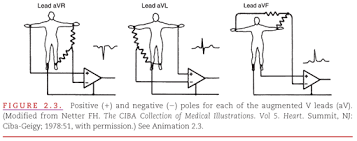 Lead aVR Lead aVL Lead aVF
FIGURE 2.3. Positive (+) and negative (−) poles for each of the augmented V leads (aV).
(Modified from Netter FH. The CIBA Collection of Medical Illustrations. Vol 5. Heart. Summit, NJ:
Ciba-Geigy; 1978:51, with permission.) See Animation 2.3.